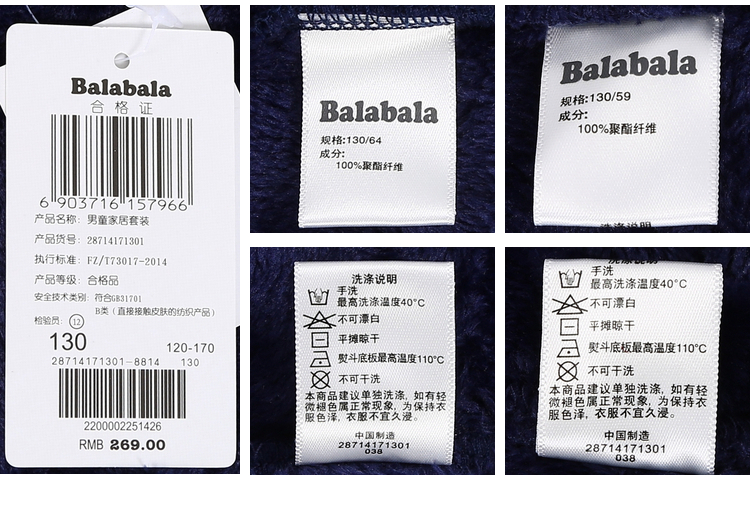 Balabala
合格证
6 903716 157966
产品名称: 男童家居套装
产品货号: 28714171301
执行标准: FZ/T73017-2014
产品等级: 合格品
安全技术类别: 符合GB31701
B类（直接接触皮肤的纺织产品）
检验员: 12
130 120-170
28714171301-8814 130
2200002251426
RMB 269.00
Balabala
规格:130/64
成分:
100%聚酯纤维
Balabala
规格:130/59
成分:
100%聚酯纤维
洗涤说明
洗涤说明
手洗
最高洗涤温度40°C
不可漂白
平摊晾干
熨斗底板最高温度110°C
不可干洗
本商品建议单独洗涤, 如有轻
微褪色属正常现象, 为保持衣
服色泽, 衣服不宜久浸。
中国制造
28714171301
038
洗涤说明
手洗
最高洗涤温度40°C
不可漂白
平摊晾干
熨斗底板最高温度110°C
不可干洗
本商品建议单独洗涤, 如有轻
微褪色属正常现象, 为保持衣
服色泽, 衣服不宜久浸。
中国制造
28714171301
038